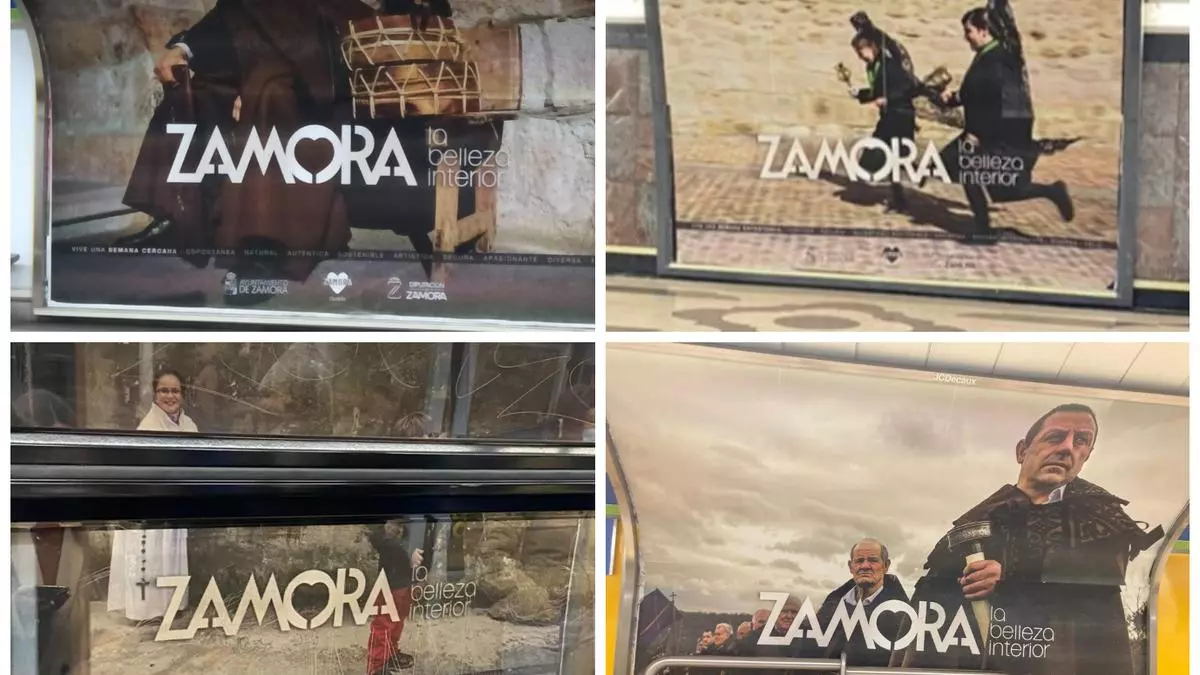 ZAMORA la
belleza
interior
VIVE UNA SEMANA CERCANA ESPONTÁNEA NATURAL AUTÉNTICA SOSTENIBLE ARTÍSTICA SEGURA APASIONANTE DIVERSA
AYUNTAMIENTO
DE ZAMORA
ZAMORA
DIPUTACIÓN
ZAMORA
ZAMORA la
belleza
interior
ZAMORA la
belleza
interior
JCDecaux
ZAMORA la
belleza
interior